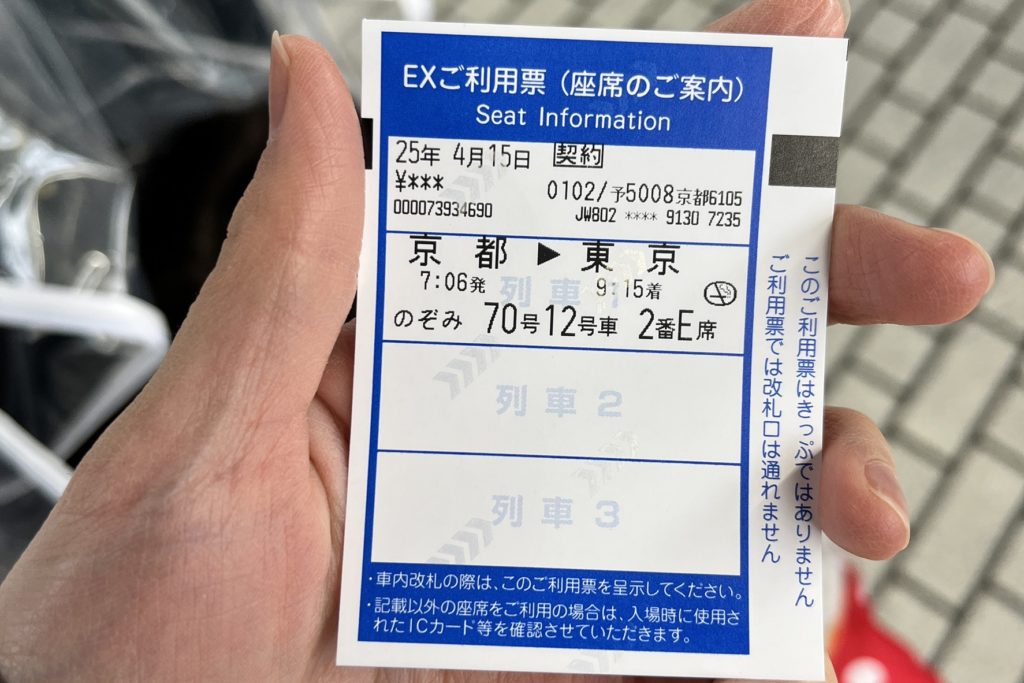 EXご利用票（座席のご案内）
Seat Information
25年 4月15日 契約
¥***
0102/予5008京都6105
000073934690
JW802 **** 9130 7235
京都▶東京
7:06発 9:15着
のぞみ 70号12号車 2番E席
列車1
列車2
列車3
・車内改札の際は、このご利用票を呈示してください。
・記載以外の座席をご利用の場合は、入場時に使用さ
れたICカード等を確認させていただきます。
このご利用票はきっぷではありません
ご利用票では改札口は通れません